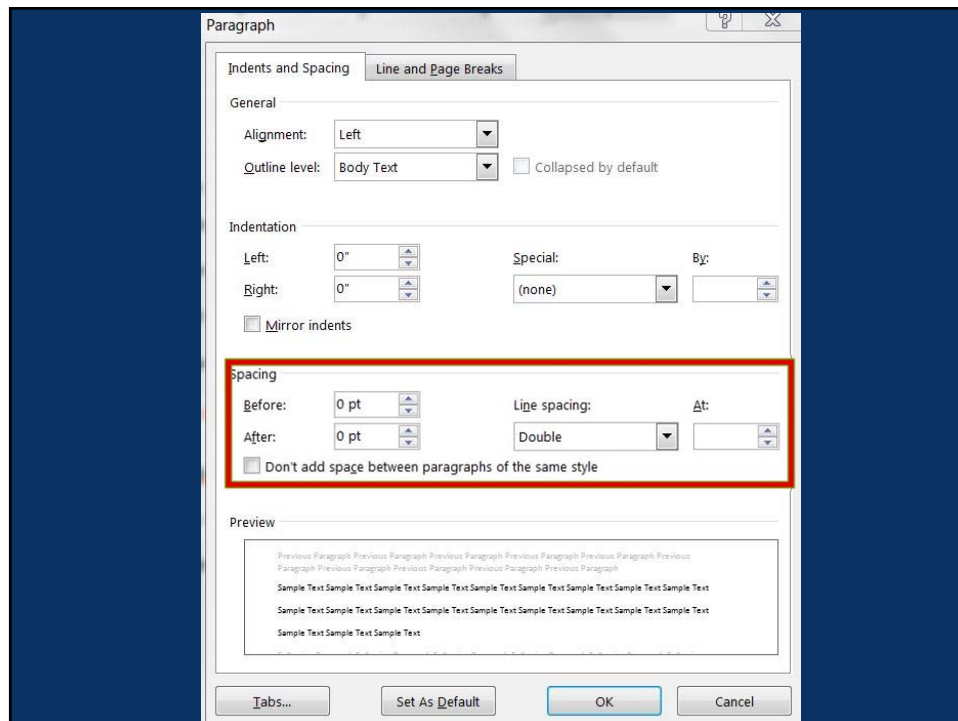 Paragraph
Indents and Spacing Line and Page Breaks
General
Alignment: Left
Outline level: Body Text Collapsed by default
Indentation
Left: 0" Special: By:
Right: 0" (none)
Mirror indents
Spacing
Before: 0 pt Line spacing: At:
After: 0 pt Double
Don't add space between paragraphs of the same style
Preview
Previous Paragraph Previous Paragraph Previous Paragraph Previous Paragraph Previous Paragraph Previous
Paragraph Previous Paragraph Previous Paragraph Previous Paragraph Previous Paragraph
Sample Text Sample Text Sample Text Sample Text Sample Text Sample Text Sample Text Sample Text Sample Text
Sample Text Sample Text Sample Text Sample Text Sample Text Sample Text Sample Text Sample Text Sample Text
Sample Text Sample Text Sample Text
Tabs... Set As Default OK Cancel